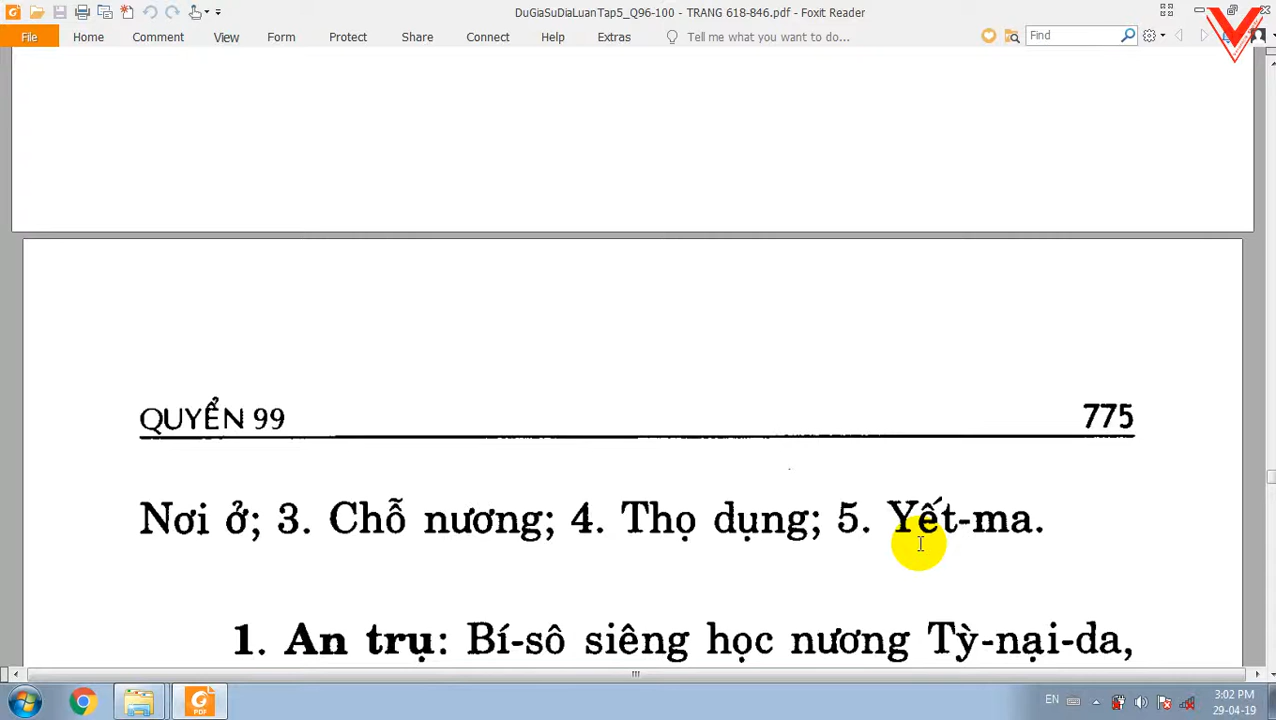 DuGiaSuDiaLuanTap5_Q96-100 - TRANG 618-846.pdf - Foxit Reader
File Home Comment View Form Protect Share Connect Help Extras Tell me what you want to do... Find
QUYỂN 99 775
Nơi ở; 3. Chỗ nương; 4. Thọ dụng; 5. Yết-ma.
1. An trụ: Bí-sô siêng học nương Tỳ-nại-da,
EN 3:02 PM
29-04-19